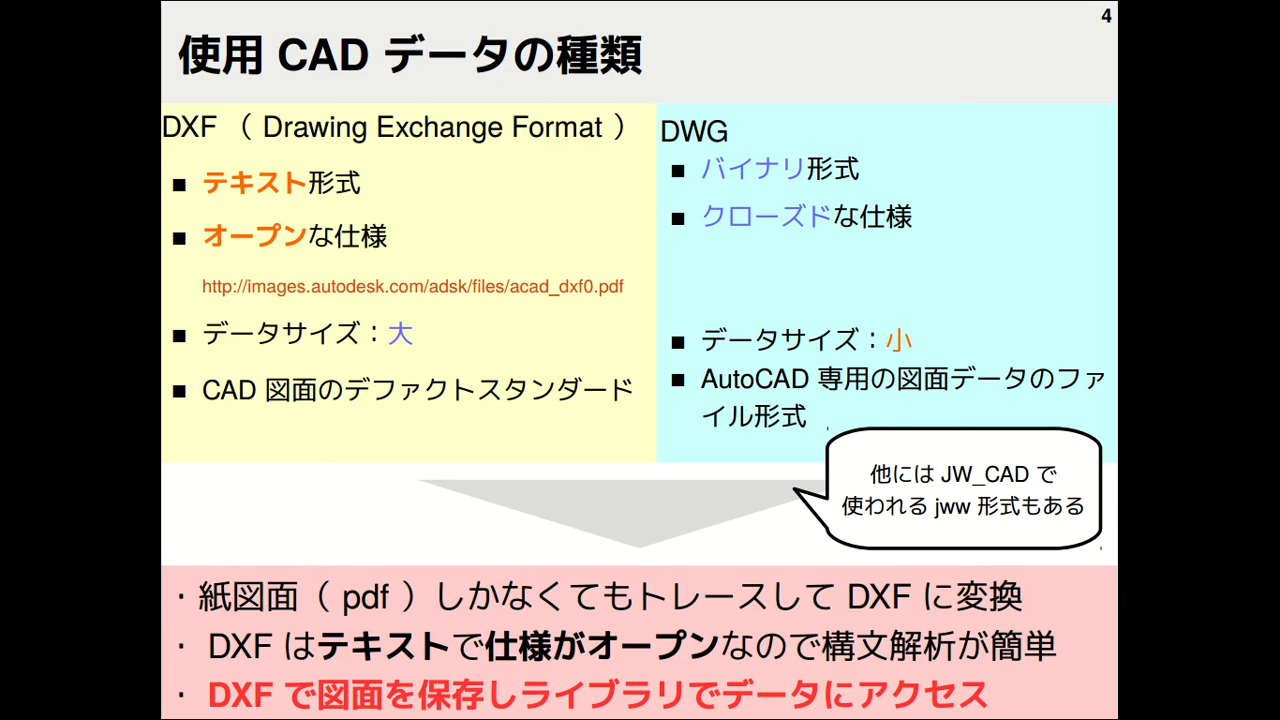 4
使用 CAD データの種類
DXF （ Drawing Exchange Format ）
■ テキスト形式
■ オープンな仕様
http://images.autodesk.com/adsk/files/acad_dxf0.pdf
■ データサイズ：大
■ CAD 図面のデファクトスタンダード
DWG
■ バイナリ形式
■ クローズドな仕様
■ データサイズ：小
■ AutoCAD 専用の図面データのファ
イル形式
他には JW_CAD で
使われる jww 形式もある
・紙図面（ pdf ）しかなくてもトレースして DXF に変換
・ DXF はテキストで仕様がオープンなので構文解析が簡単
・ DXF で図面を保存しライブラリでデータにアクセス